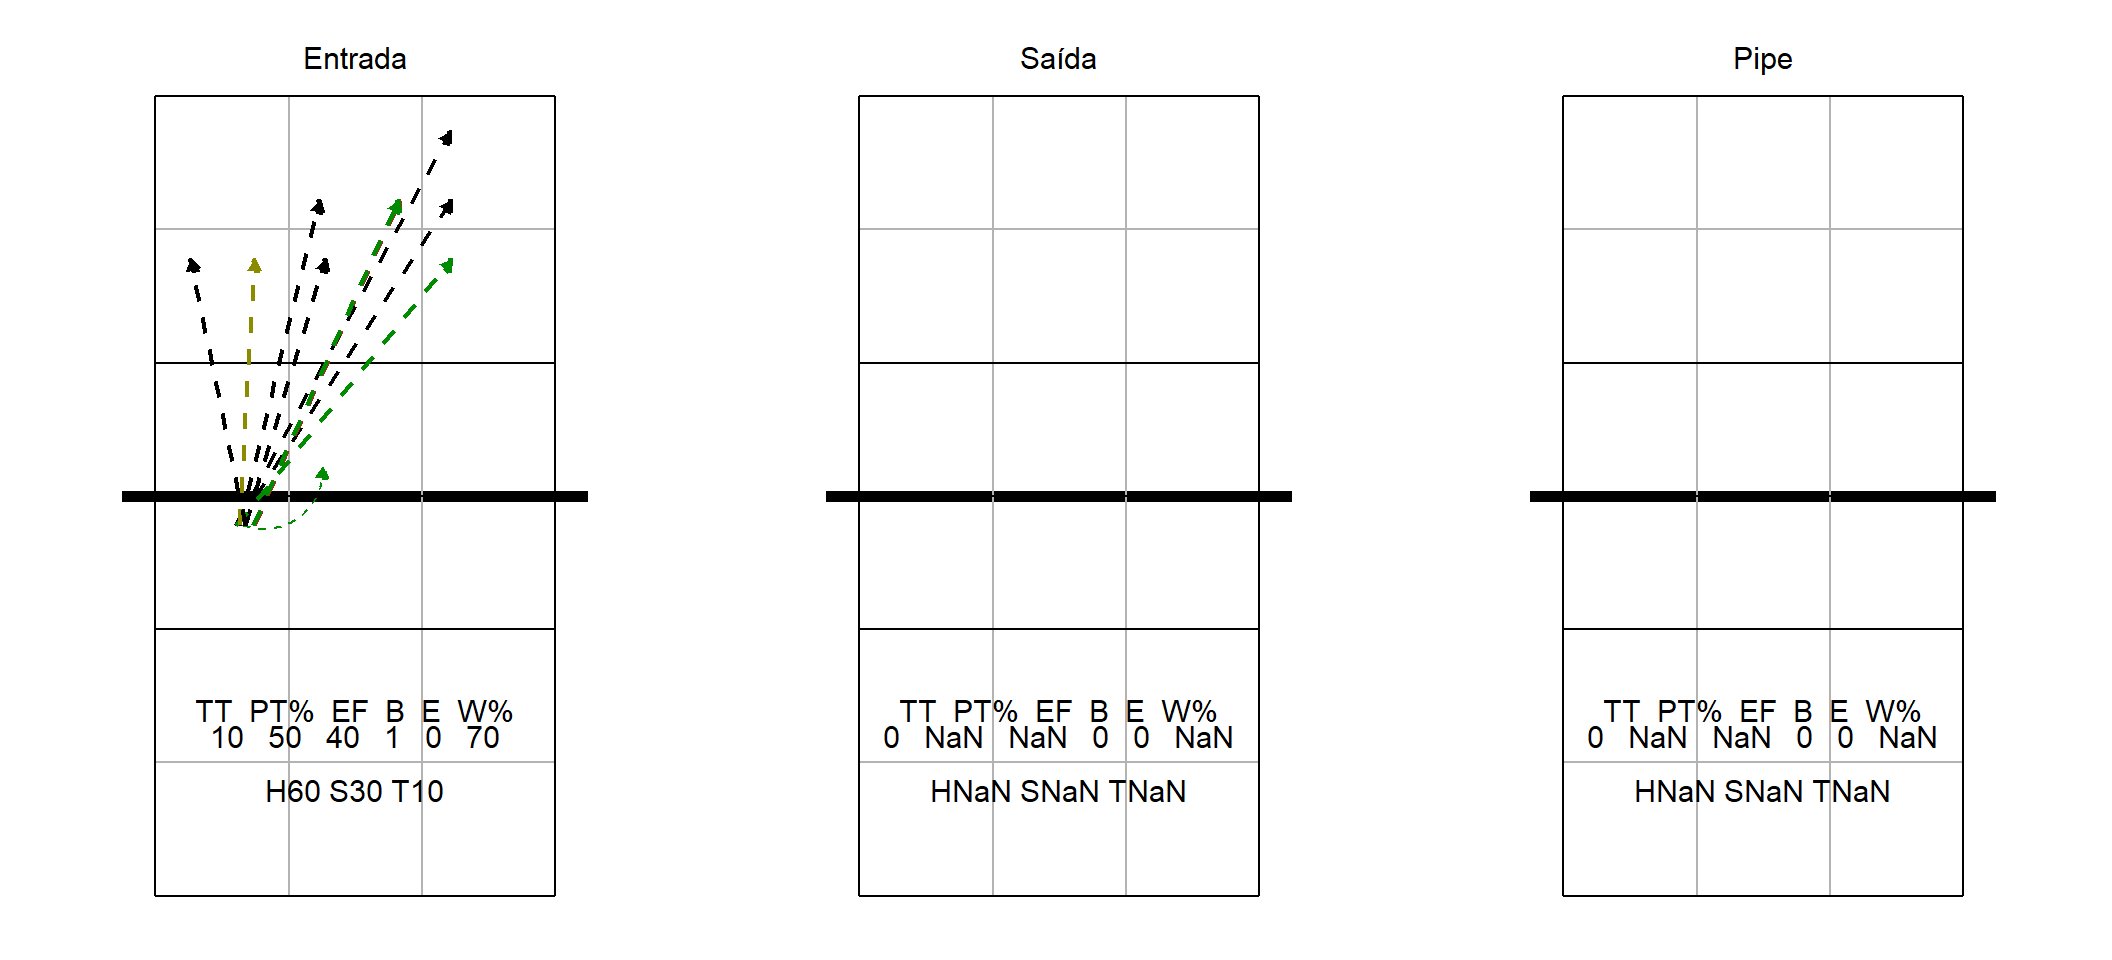 Entrada
TT PT% EF B E W%
10 50 40 1 0 70
H60 S30 T10
Saída
TT PT% EF B E W%
0 NaN NaN 0 0 NaN
HNaN SNaN TNaN
Pipe
TT PT% EF B E W%
0 NaN NaN 0 0 NaN
HNaN SNaN TNaN